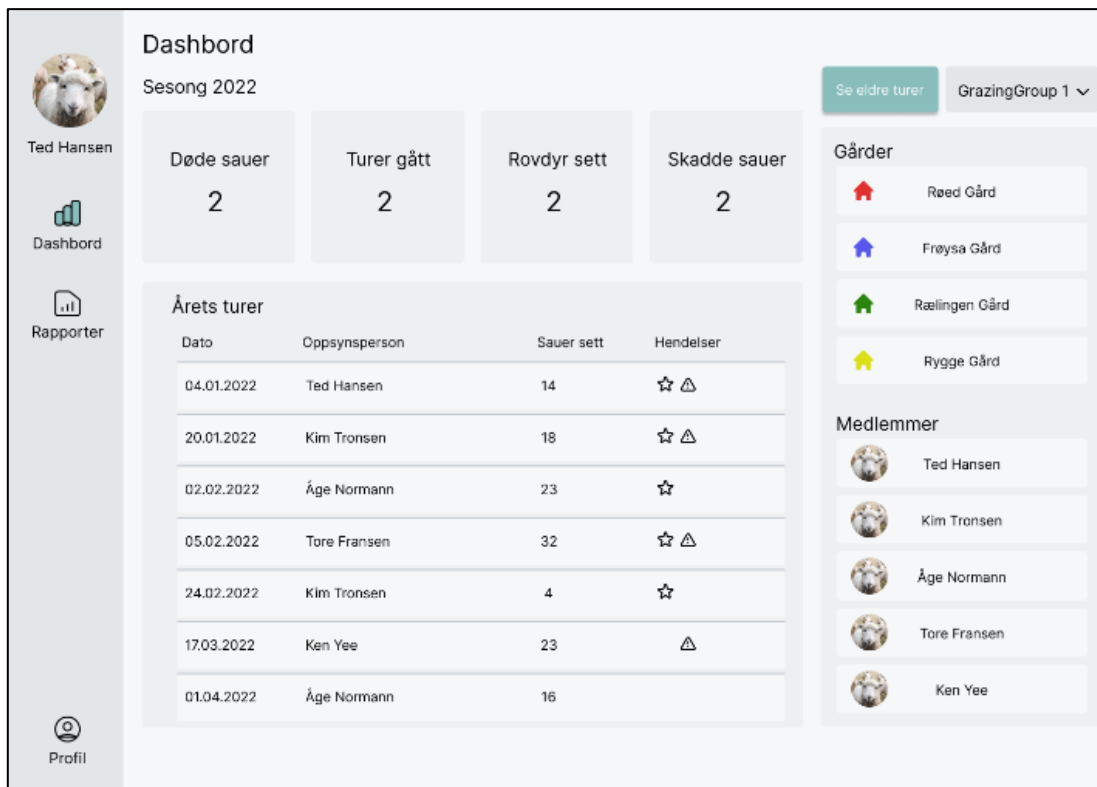 Ted Hansen
Dashbord
Rapporter
Profil
Dashbord
Sesong 2022
Se eldre turer
GrazingGroup 1
Døde sauer
2
Turer gått
2
Rovdyr sett
2
Skadde sauer
2
Årets turer
Dato Oppsynsperson Sauer sett Hendelser
04.01.2022 Ted Hansen 14
20.01.2022 Kim Tronsen 18
02.02.2022 Åge Normann 23
05.02.2022 Tore Fransen 32
24.02.2022 Kim Tronsen 4
17.03.2022 Ken Yee 23
01.04.2022 Åge Normann 16
Gårder
Røed Gård
Frøysa Gård
Rælingen Gård
Rygge Gård
Medlemmer
Ted Hansen
Kim Tronsen
Åge Normann
Tore Fransen
Ken Yee